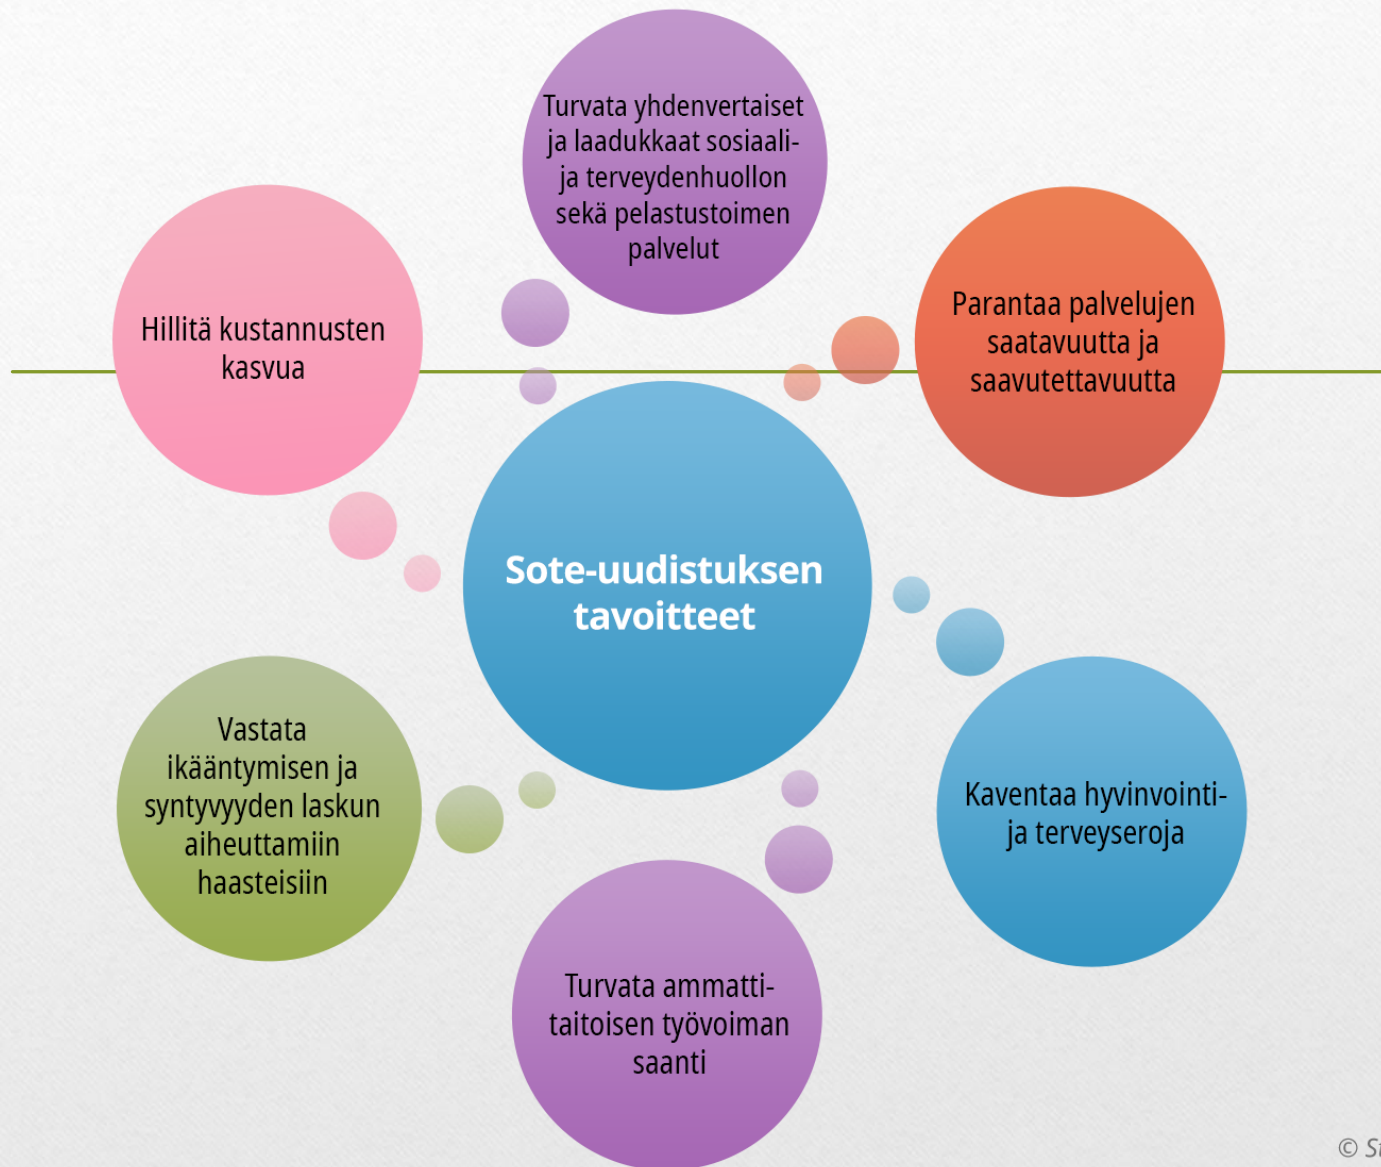 Turvata yhdenvertaiset
ja laadukkaat sosiaali-
ja terveydenhuollon
sekä pelastustoimen
palvelut
Parantaa palvelujen
saatavuutta ja
saavutettavuutta
Hillitä kustannusten
kasvua
Sote-uudistuksen
tavoitteet
Vastata
ikääntymisen ja
syntyvyyden laskun
aiheuttamiin
haasteisiin
Kaventaa hyvinvointi-
ja terveyseroja
Turvata ammatti-
taitoisen työvoiman
saanti
©